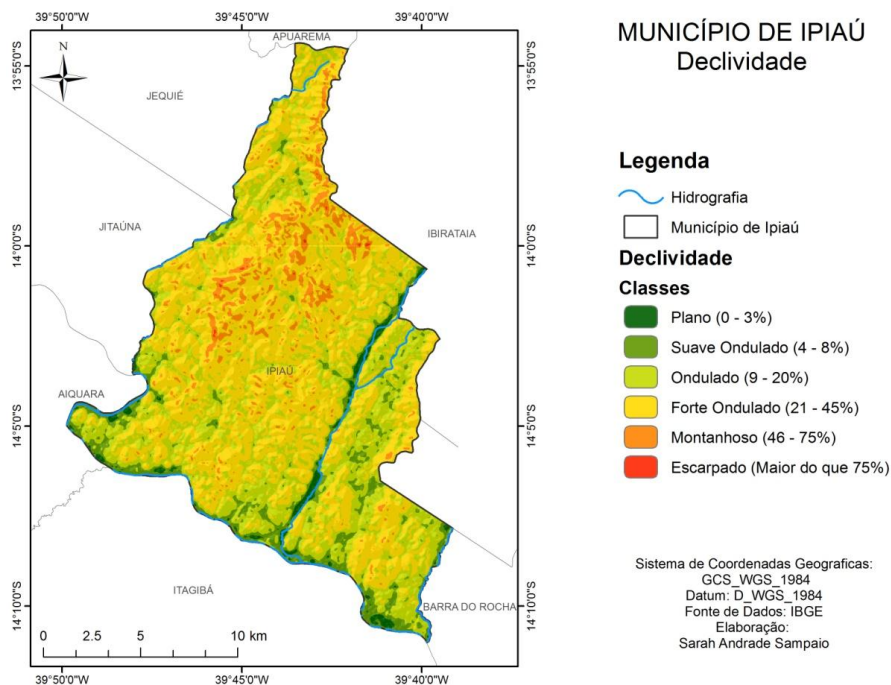 MUNICÍPIO DE IPIAÚ
Declividade
39°50'0"S
39°45'0"S
39°40'0"S
13°55'0"S
14°0'0"S
14°5'0"S
14°10'0"S
N
APUAREMA
JEQUIÉ
JITAÚNA
IBIRATAIA
IPIAÚ
AIQUARA
ITAGIBÁ
BARRA DO ROCHA
0 2.5 5 10 km
39°50'0"S
39°45'0"S
39°40'0"S
13°55'0"S
14°0'0"S
14°5'0"S
14°10'0"S
Legenda
Hidrografia
Município de Ipiaú
Declividade
Classes
Plano (0 - 3%)
Suave Ondulado (4 - 8%)
Ondulado (9 - 20%)
Forte Ondulado (21 - 45%)
Montanhoso (46 - 75%)
Escarpado (Maior do que 75%)
Sistema de Coordenadas Geograficas:
GCS_WGS_1984
Datum: D_WGS_1984
Fonte de Dados: IBGE
Elaboração:
Sarah Andrade Sampaio